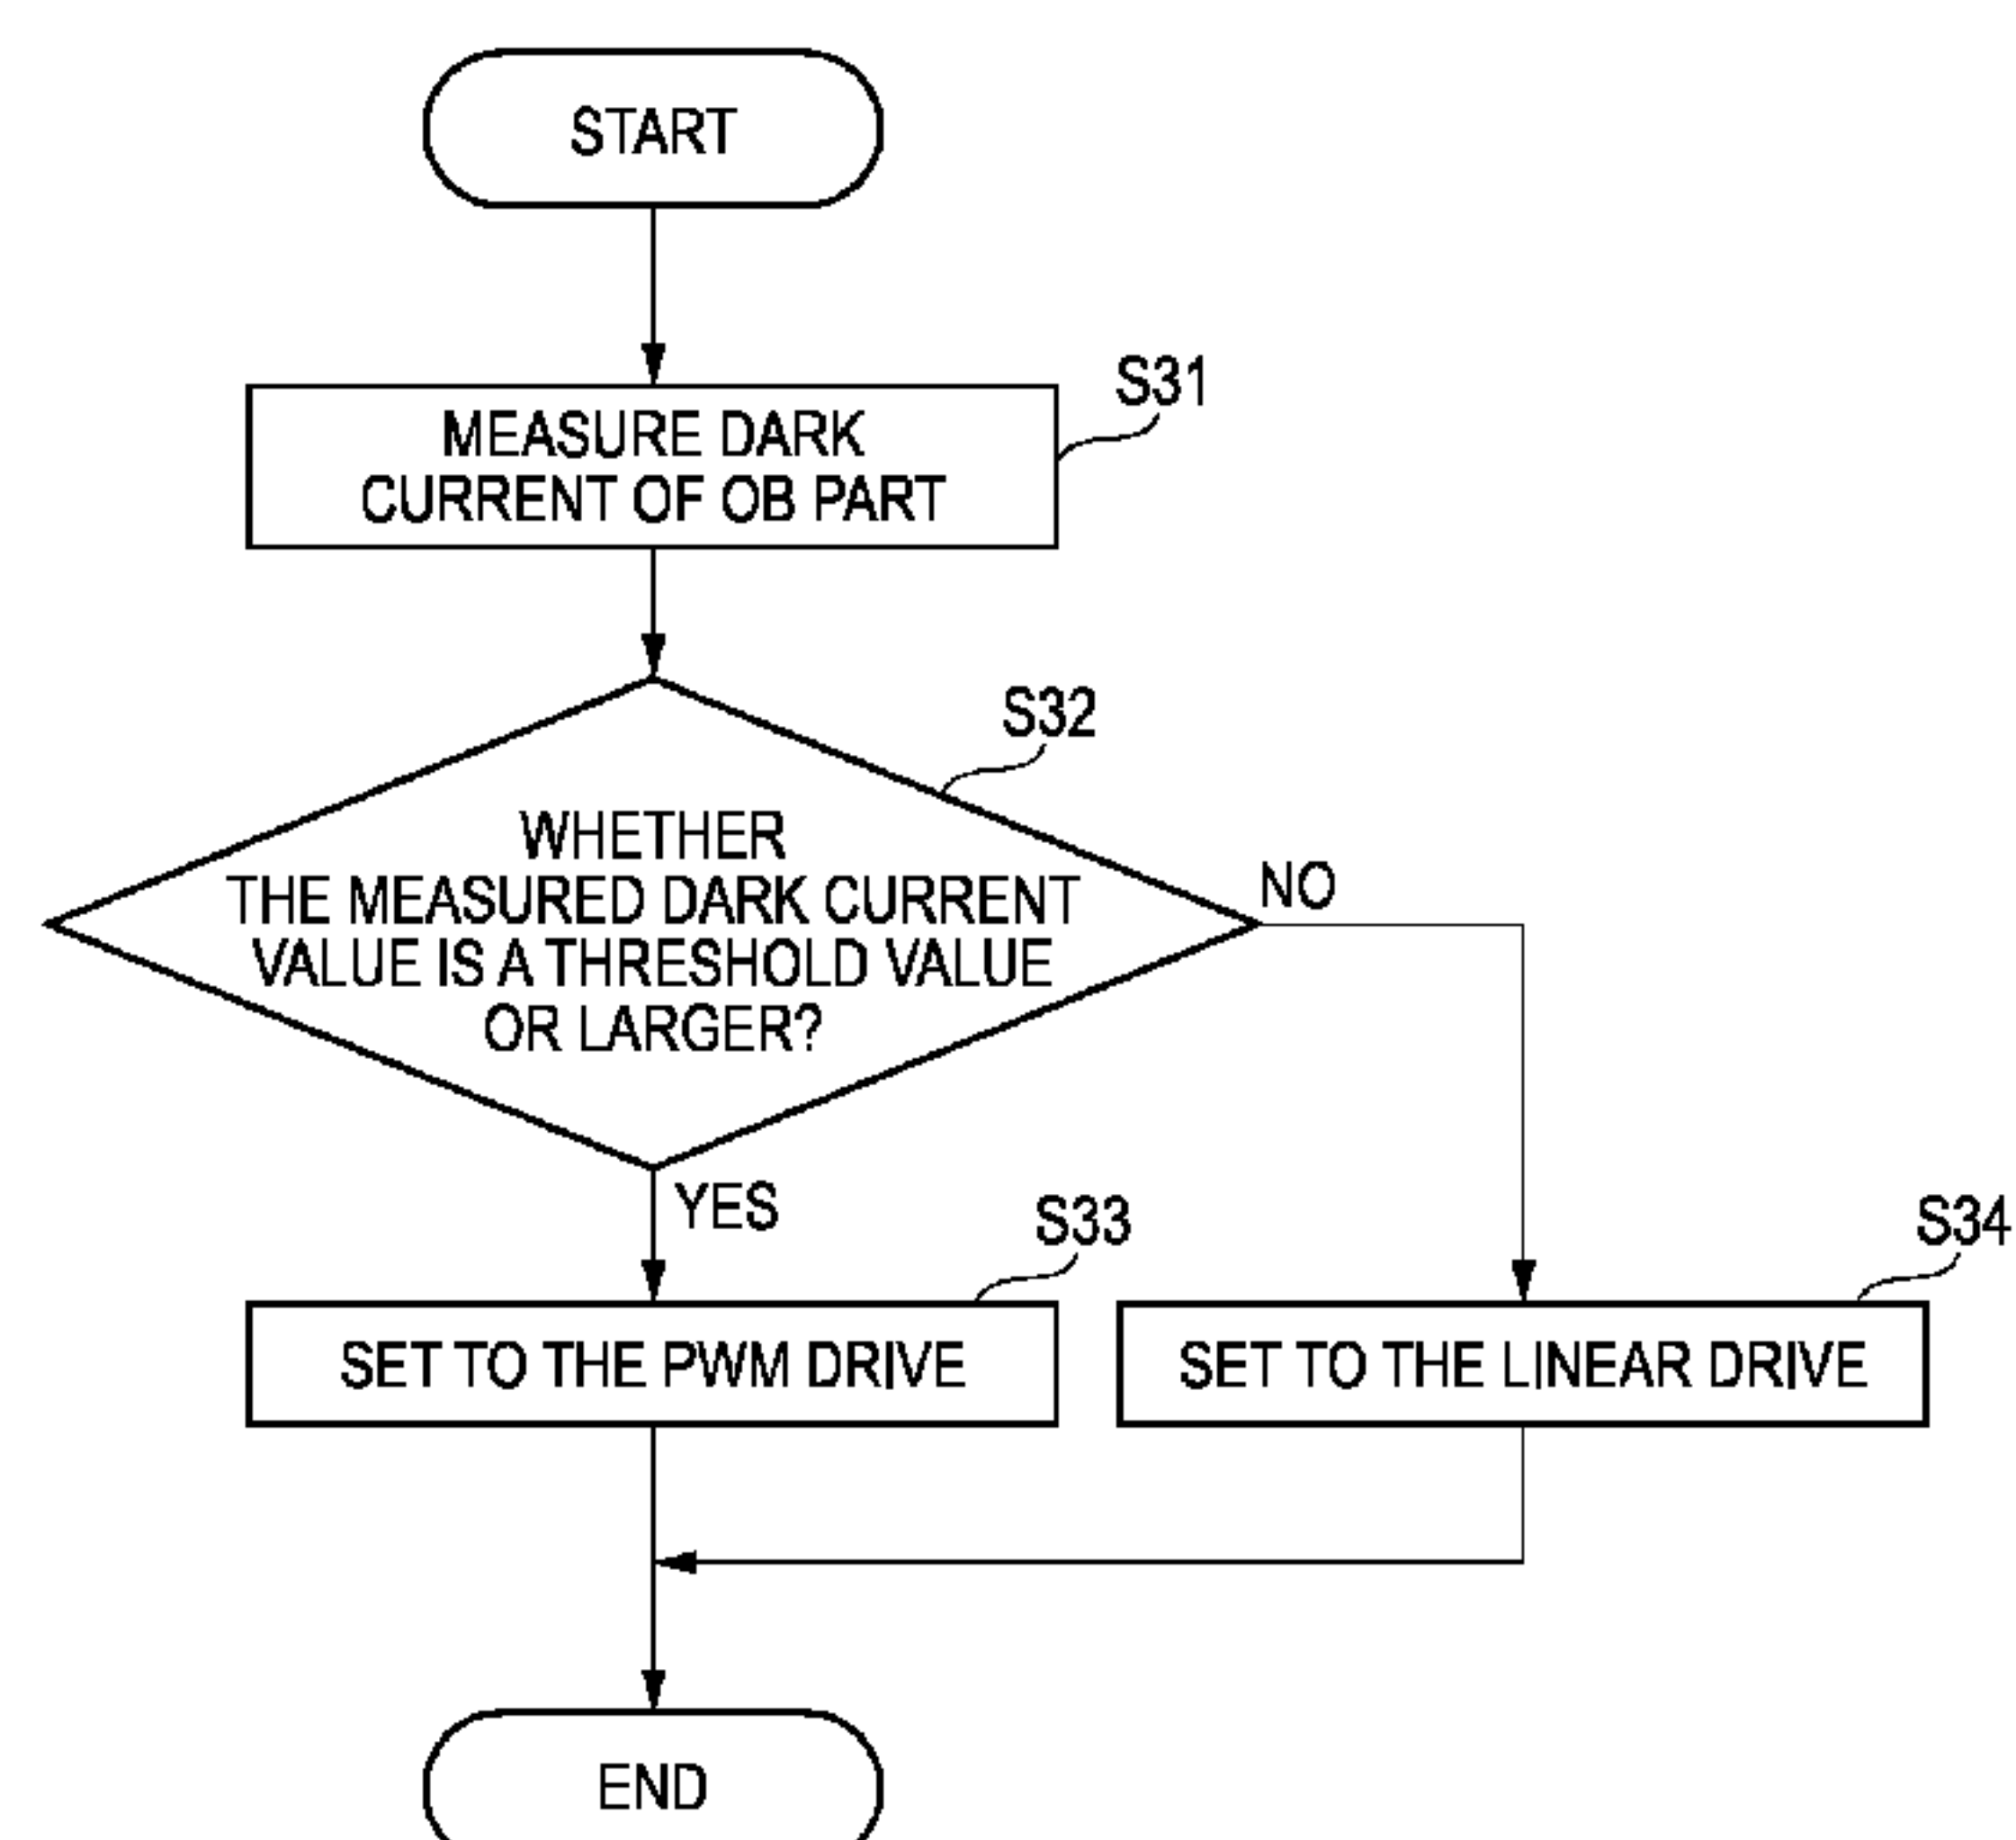 START
S31
MEASURE DARK
CURRENT OF OB PART
S32
WHETHER
THE MEASURED DARK CURRENT
VALUE IS A THRESHOLD VALUE
OR LARGER?
NO
YES
S33
SET TO THE PWM DRIVE
S34
SET TO THE LINEAR DRIVE
END